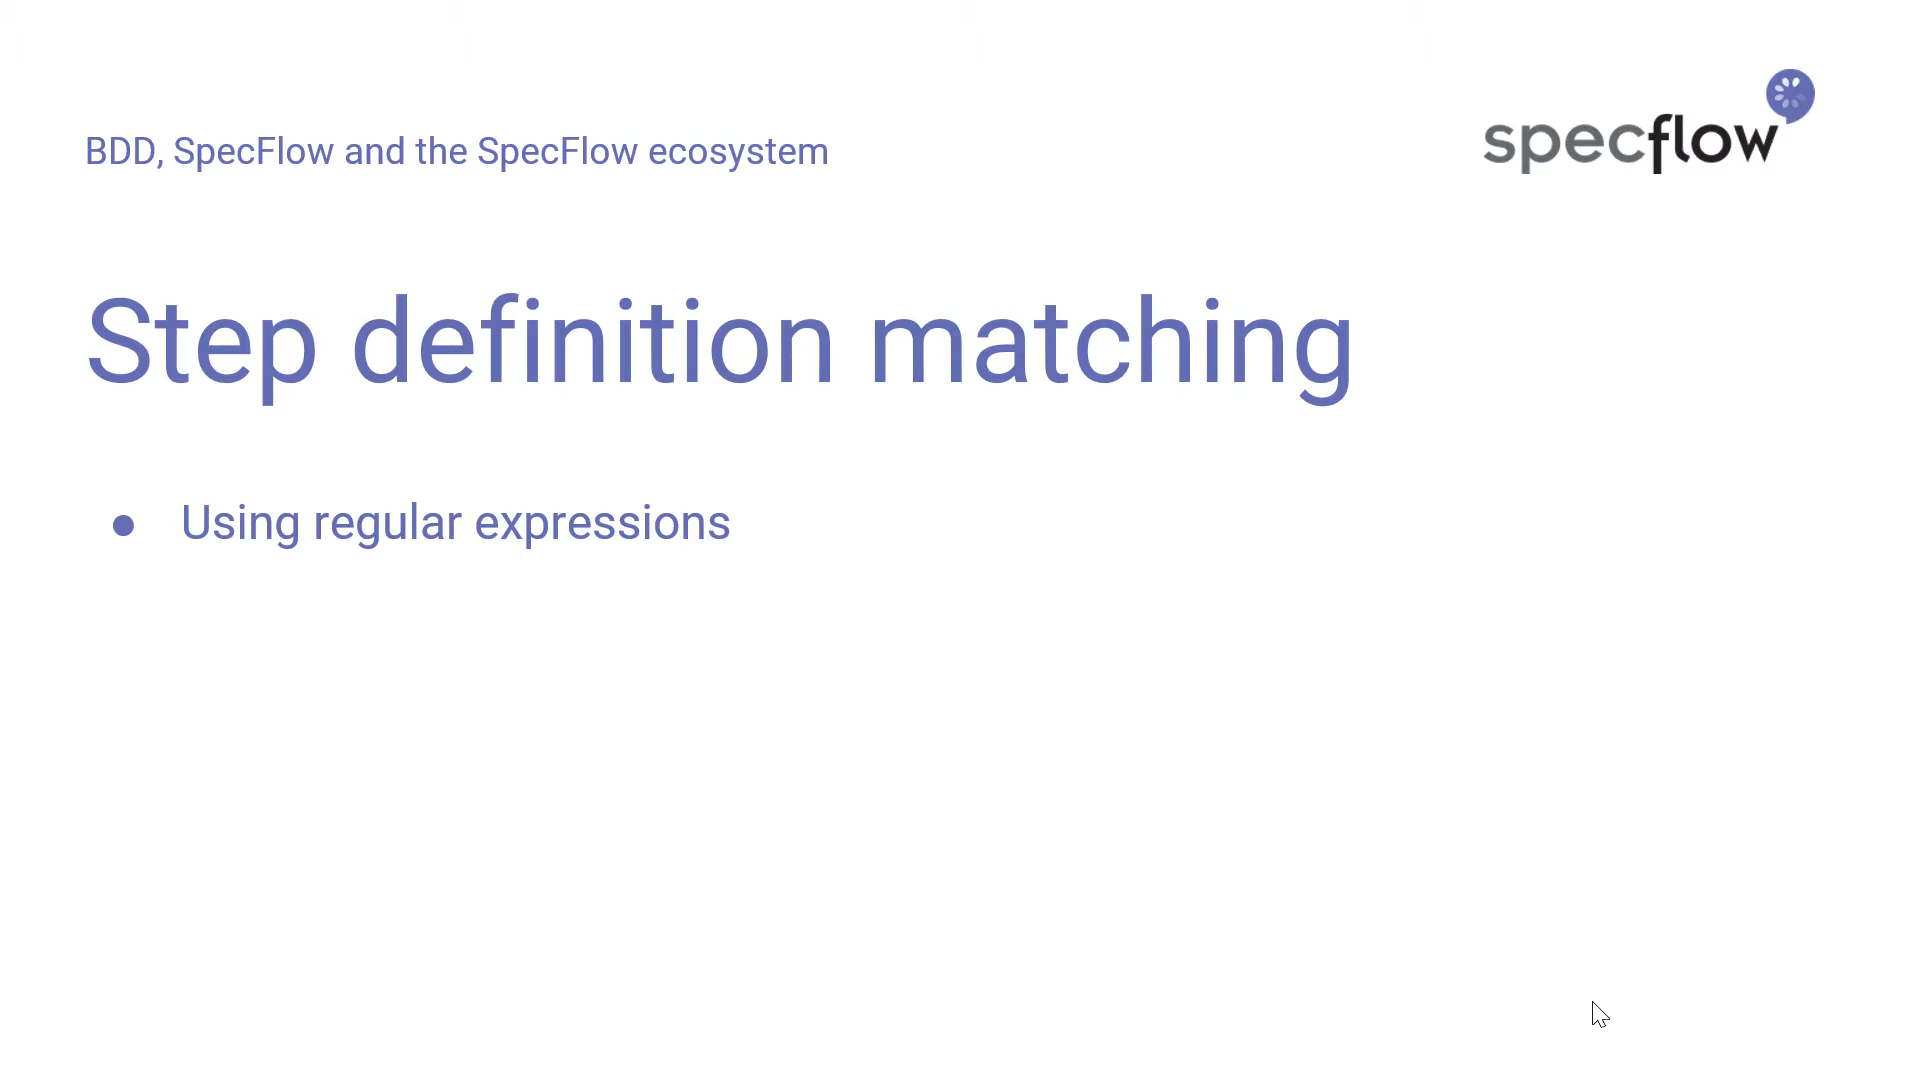 BDD, SpecFlow and the SpecFlow ecosystem
specflow
Step definition matching
● Using regular expressions